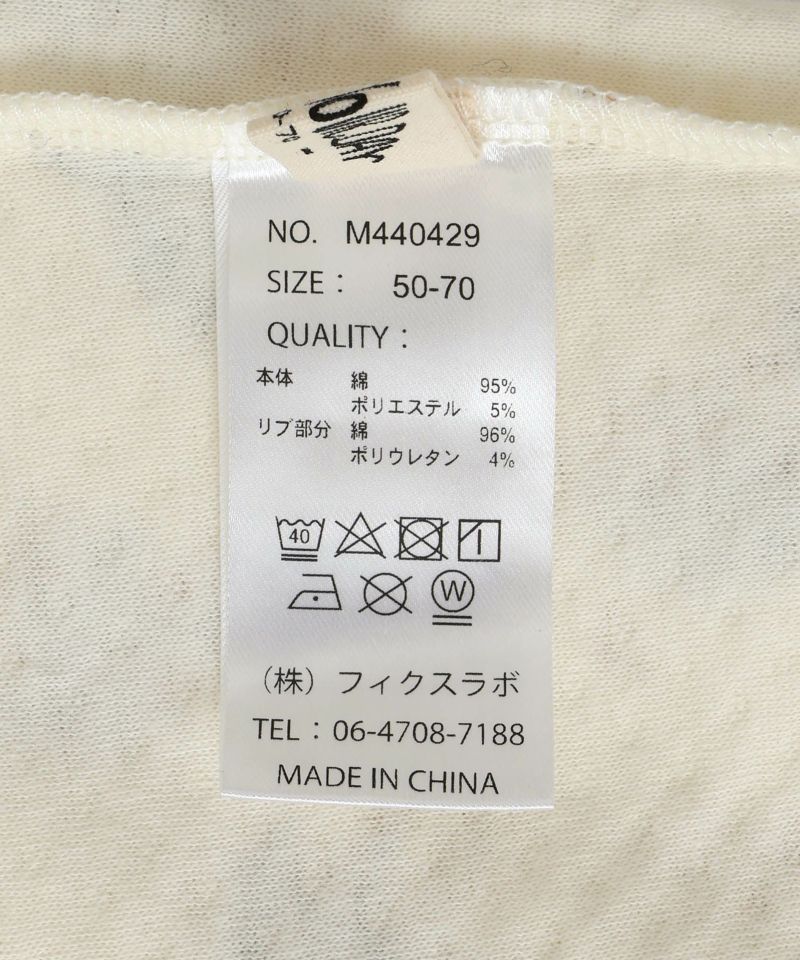 NO. M440429
SIZE： 50-70
QUALITY：
本体 綿 95%
ポリエステル 5%
リブ部分 綿 96%
ポリウレタン 4%
40
W
（株）フィクスラボ
TEL：06-4708-7188
MADE IN CHINA